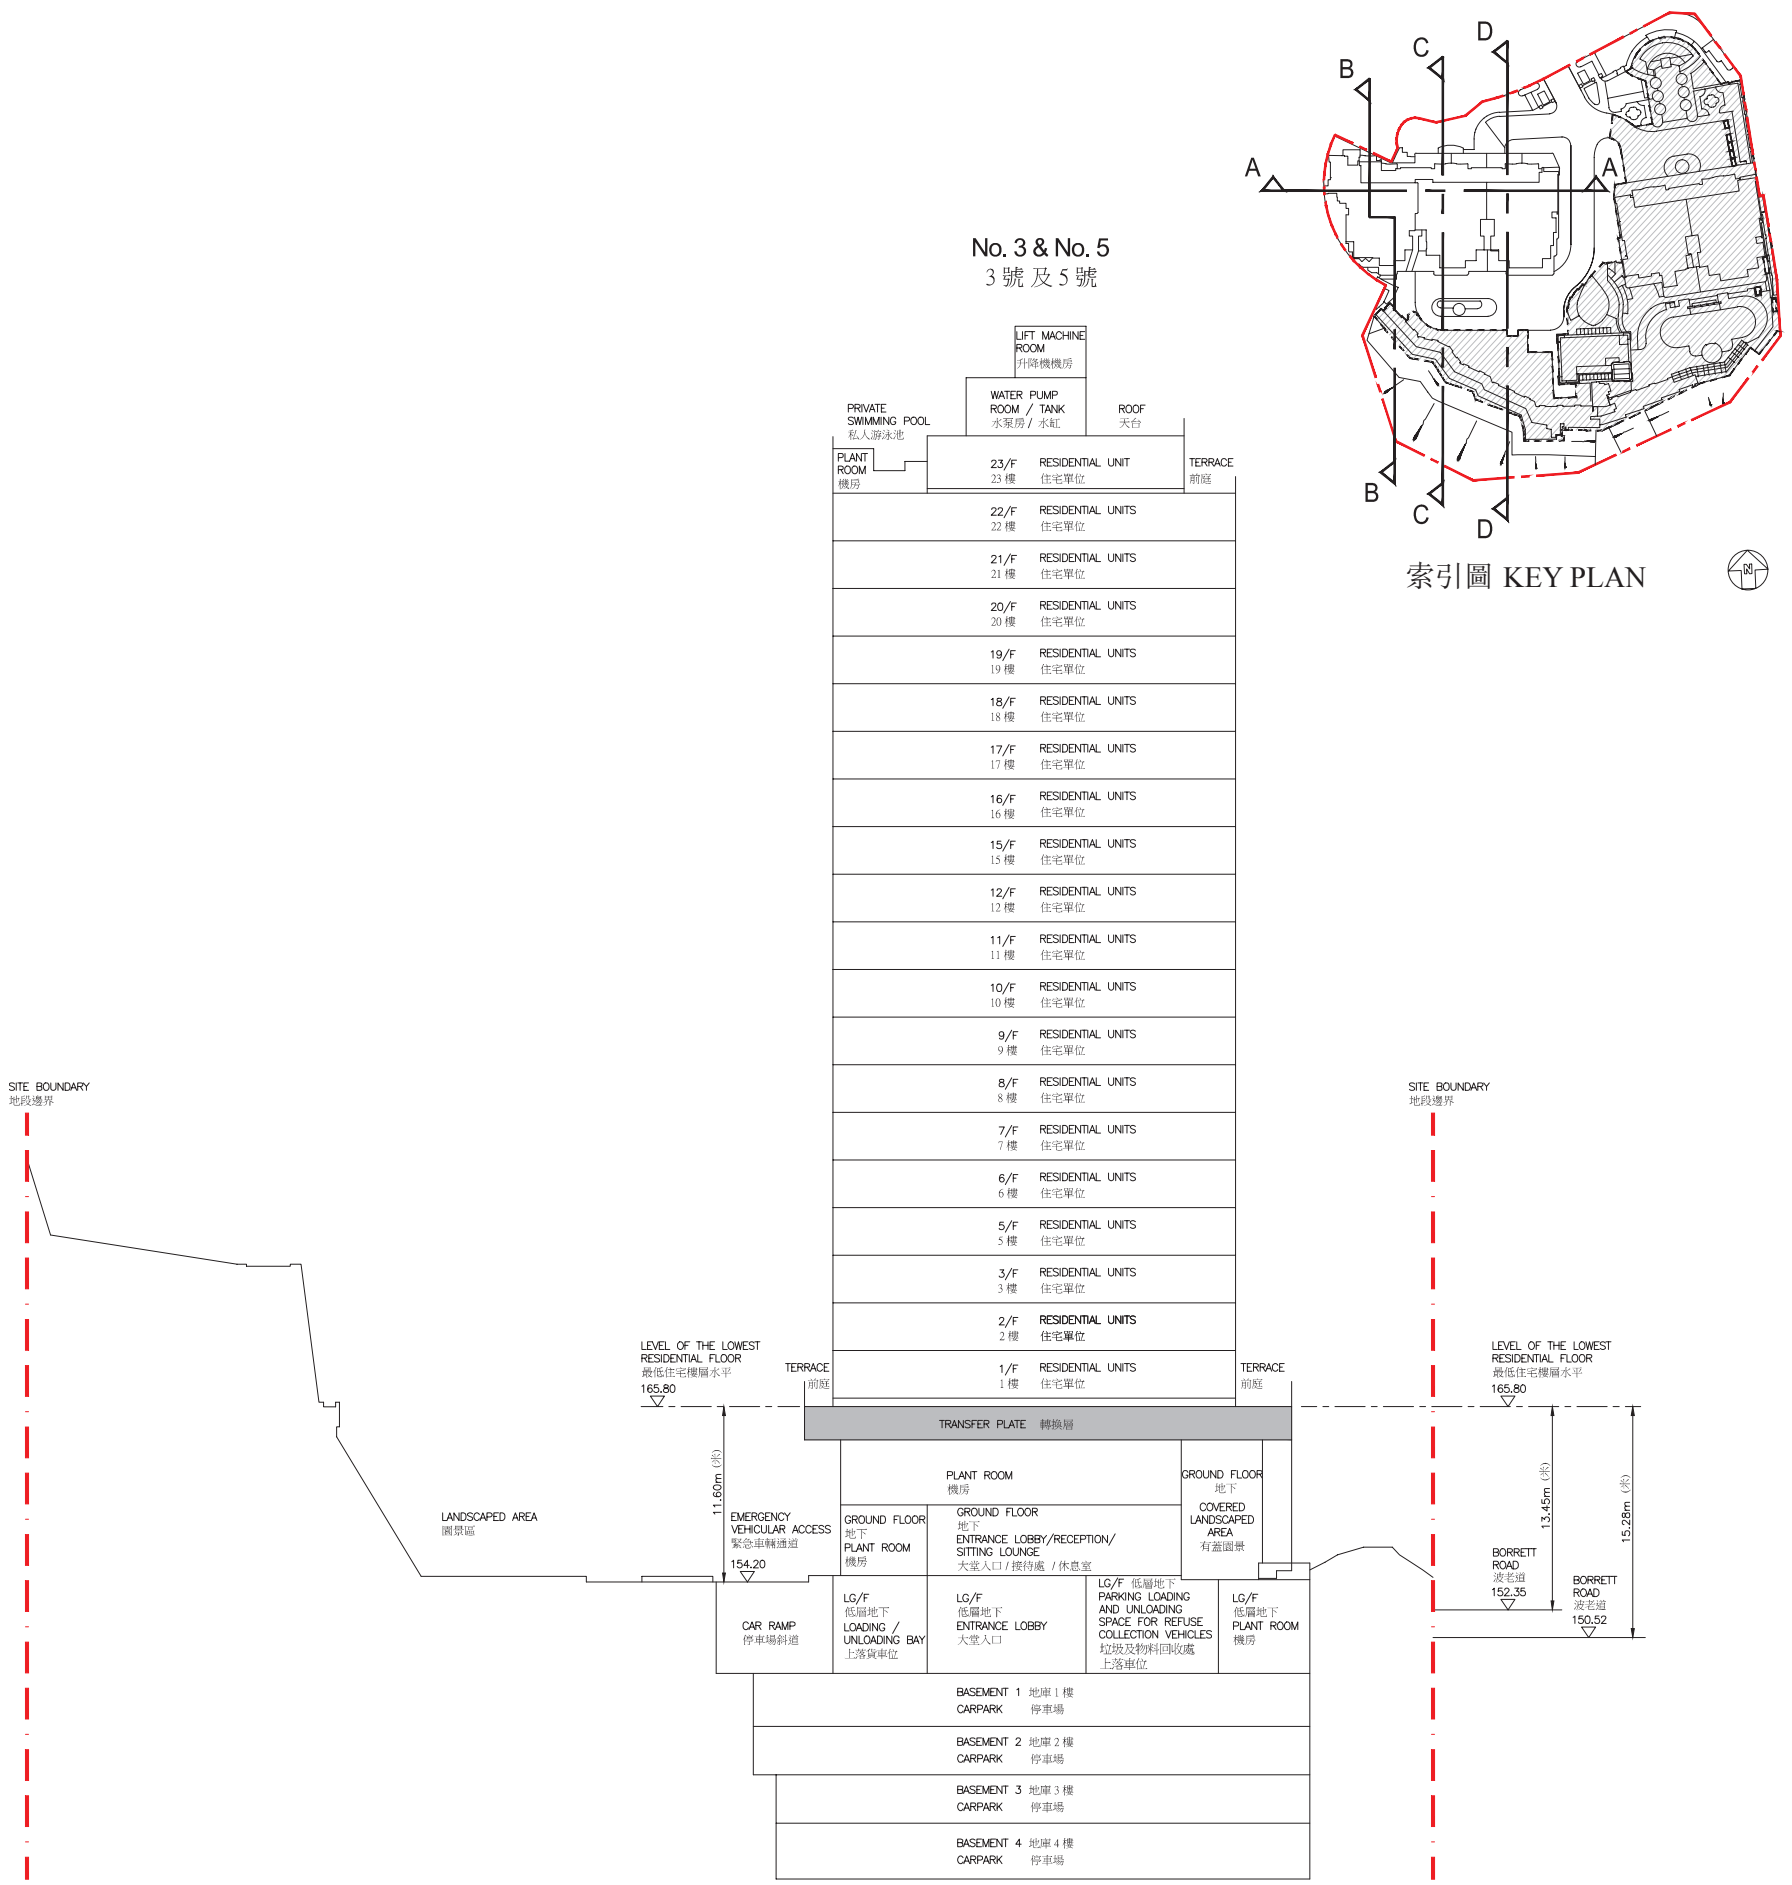 B
C
D
A
A
B
C
D
索引圖 KEY PLAN
N
No. 3 & No. 5
3 號 及 5 號
LIFT MACHINE
ROOM
升降機機房
WATER PUMP
ROOM / TANK
水泵房 / 水缸
PRIVATE
SWIMMING POOL
私人游泳池
ROOF
天台
PLANT
ROOM
機房
23/F RESIDENTIAL UNIT
23 樓 住宅單位
TERRACE
前庭
22/F RESIDENTIAL UNITS
22 樓 住宅單位
21/F RESIDENTIAL UNITS
21 樓 住宅單位
20/F RESIDENTIAL UNITS
20 樓 住宅單位
19/F RESIDENTIAL UNITS
19 樓 住宅單位
18/F RESIDENTIAL UNITS
18 樓 住宅單位
17/F RESIDENTIAL UNITS
17 樓 住宅單位
16/F RESIDENTIAL UNITS
16 樓 住宅單位
15/F RESIDENTIAL UNITS
15 樓 住宅單位
12/F RESIDENTIAL UNITS
12 樓 住宅單位
11/F RESIDENTIAL UNITS
11 樓 住宅單位
10/F RESIDENTIAL UNITS
10 樓 住宅單位
9/F RESIDENTIAL UNITS
9 樓 住宅單位
8/F RESIDENTIAL UNITS
8 樓 住宅單位
7/F RESIDENTIAL UNITS
7 樓 住宅單位
6/F RESIDENTIAL UNITS
6 樓 住宅單位
5/F RESIDENTIAL UNITS
5 樓 住宅單位
3/F RESIDENTIAL UNITS
3 樓 住宅單位
2/F RESIDENTIAL UNITS
2 樓 住宅單位
1/F RESIDENTIAL UNITS
1 樓 住宅單位
TERRACE
前庭
TERRACE
前庭
SITE BOUNDARY
地段邊界
SITE BOUNDARY
地段邊界
LEVEL OF THE LOWEST
RESIDENTIAL FLOOR
最低住宅樓層水平
165.80
LEVEL OF THE LOWEST
RESIDENTIAL FLOOR
最低住宅樓層水平
165.80
TRANSFER PLATE 轉換層
11.60m (米)
13.45m (米)
15.28m (米)
PLANT ROOM
機房
GROUND FLOOR
地下
COVERED
LANDSCAPED
AREA
有蓋園景
LANDSCAPED AREA
園景區
EMERGENCY
VEHICULAR ACCESS
緊急車輛通道
154.20
GROUND FLOOR
地下
PLANT ROOM
機房
GROUND FLOOR
地下
ENTRANCE LOBBY/RECEPTION/
SITTING LOUNGE
大堂入口 / 接待處 / 休息室
BORRETT
ROAD
波老道
152.35
BORRETT
ROAD
波老道
150.52
CAR RAMP
停車場斜道
LG/F
低層地下
LOADING /
UNLOADING BAY
上落貨車位
LG/F
低層地下
ENTRANCE LOBBY
大堂入口
LG/F 低層地下
PARKING LOADING
AND UNLOADING
SPACE FOR REFUSE
COLLECTION VEHICLES
垃圾及物料回收處
上落車位
LG/F
低層地下
PLANT ROOM
機房
BASEMENT 1 地庫 1 樓
CARPARK 停車場
BASEMENT 2 地庫 2 樓
CARPARK 停車場
BASEMENT 3 地庫 3 樓
CARPARK 停車場
BASEMENT 4 地庫 4 樓
CARPARK 停車場